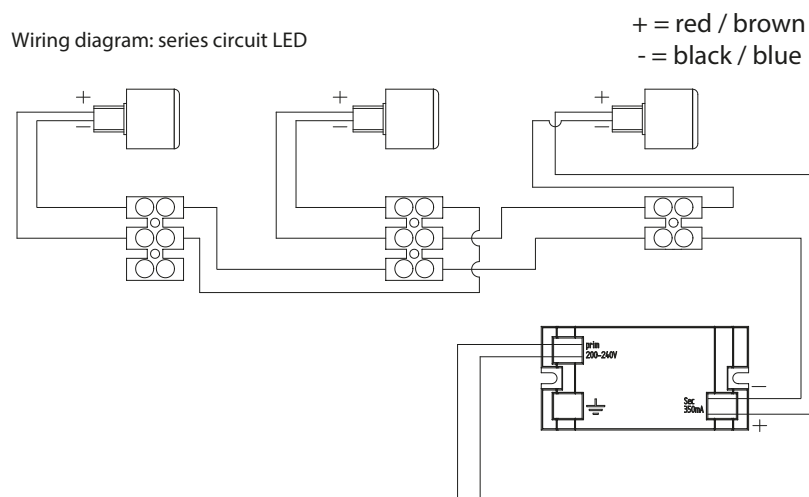 Wiring diagram: series circuit LED
+ = red / brown
- = black / blue
+
−
+
−
+
−
prim
200-240V
Sec
350mA
−
+